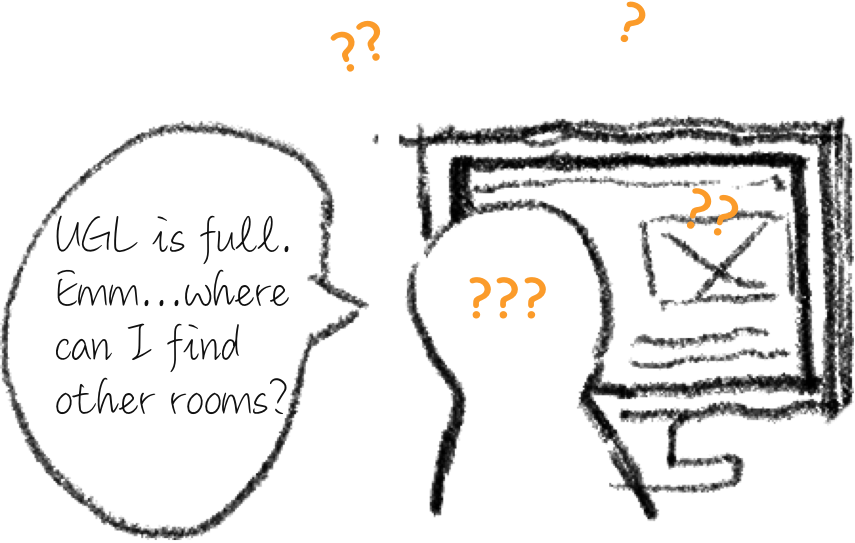 ??
?
??
UGL is full.
Emm...where
can I find
other rooms?
???